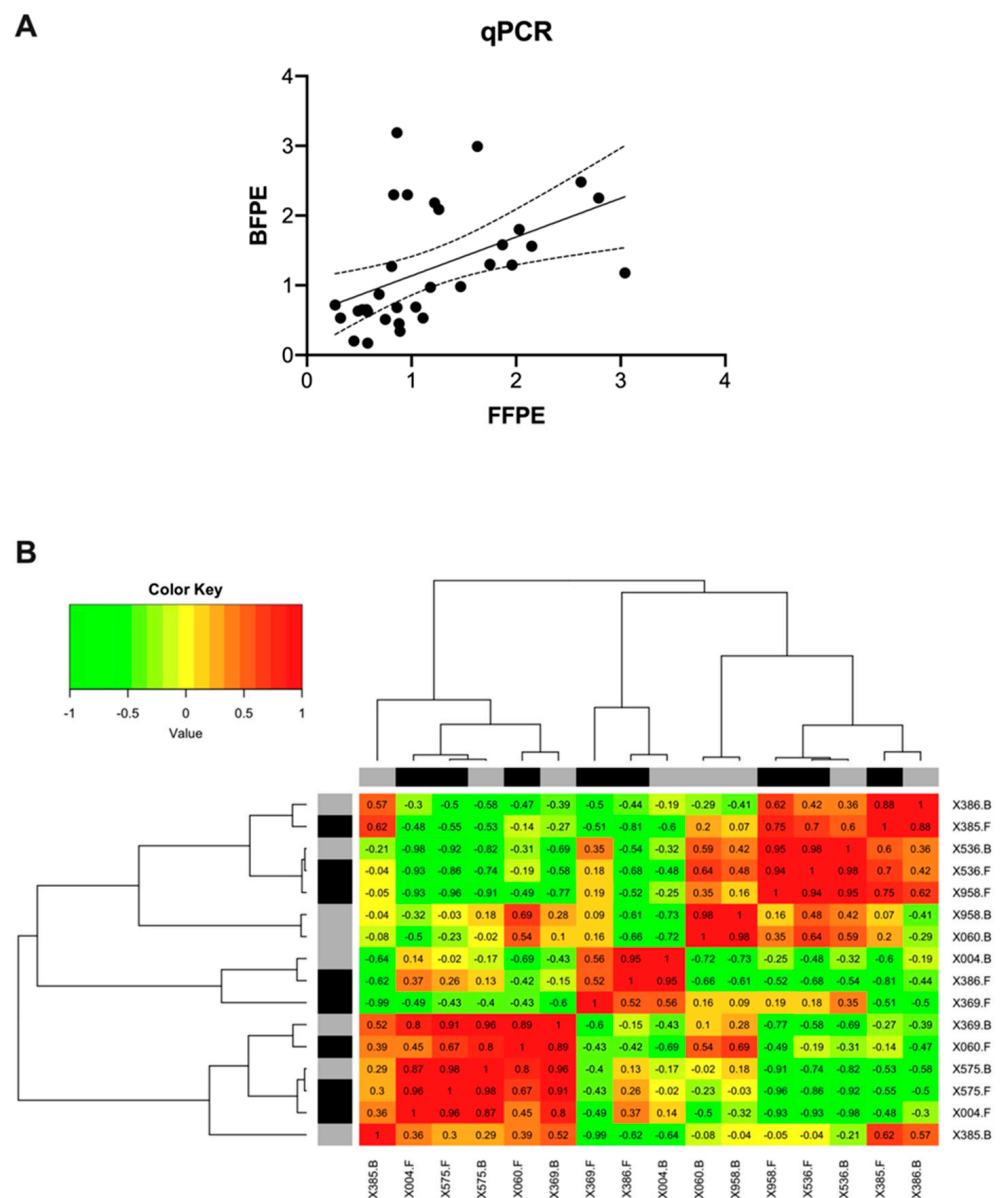 A
qPCR
4
3
2
1
0
BFPE
0 1 2 3 4
FFPE
B
Color Key
-1 -0.5 0 0.5 1
Value
0.57 -0.3 -0.5 -0.58 -0.47 -0.39 -0.5 -0.44 -0.19 -0.29 -0.41 0.62 0.42 0.36 0.88 1 X386.B
0.62 -0.48 -0.55 -0.53 -0.14 -0.27 -0.51 -0.81 -0.6 0.2 0.07 0.75 0.7 0.6 1 0.88 X385.F
-0.21 -0.98 -0.92 -0.82 -0.31 -0.69 0.35 -0.54 -0.32 0.59 0.42 0.95 0.98 1 0.6 0.36 X536.B
-0.04 -0.93 -0.86 -0.74 -0.19 -0.58 0.18 -0.68 -0.48 0.64 0.48 0.94 1 0.98 0.7 0.42 X536.F
-0.05 -0.93 -0.96 -0.91 -0.49 -0.77 0.19 -0.52 -0.25 0.35 0.16 1 0.94 0.95 0.75 0.62 X958.F
-0.04 -0.32 -0.03 0.18 0.69 0.28 0.09 -0.61 -0.73 0.98 1 0.16 0.48 0.42 0.07 -0.41 X958.B
-0.08 -0.5 -0.23 -0.02 0.54 0.1 0.16 -0.66 -0.72 1 0.98 0.35 0.64 0.59 0.2 -0.29 X060.B
-0.64 0.14 -0.02 -0.17 -0.69 -0.43 0.56 0.95 1 -0.72 -0.73 -0.25 -0.48 -0.32 -0.6 -0.19 X004.B
-0.62 0.37 0.26 0.13 -0.42 -0.15 0.52 1 0.95 -0.66 -0.61 -0.52 -0.68 -0.54 -0.81 -0.44 X386.F
-0.99 -0.49 -0.43 -0.4 -0.43 -0.6 1 0.52 0.56 0.16 0.09 0.19 0.18 0.35 -0.51 -0.5 X369.F
0.52 0.8 0.91 0.96 0.89 1 -0.6 -0.15 -0.43 0.1 0.28 -0.77 -0.58 -0.69 -0.27 -0.39 X369.B
0.39 0.45 0.67 0.8 1 0.89 -0.43 -0.42 -0.69 0.54 0.69 -0.49 -0.19 -0.31 -0.14 -0.47 X060.F
0.29 0.87 0.98 1 0.8 0.96 -0.4 0.13 -0.17 -0.02 0.18 -0.91 -0.74 -0.82 -0.53 -0.58 X575.B
0.3 0.96 1 0.98 0.67 0.91 -0.43 0.26 -0.02 -0.23 -0.03 -0.96 -0.86 -0.92 -0.55 -0.5 X575.F
0.36 1 0.96 0.87 0.45 0.8 -0.49 0.37 0.14 -0.5 -0.32 -0.93 -0.93 -0.98 -0.48 -0.3 X004.F
1 0.36 0.3 0.29 0.39 0.52 -0.99 -0.62 -0.64 -0.08 -0.04 -0.05 -0.04 -0.21 0.62 0.57 X385.B
X385.B X004.F X575.F X575.B X060.F X369.B X369.F X386.F X004.B X060.B X958.B X958.F X536.F X536.B X385.F X386.B